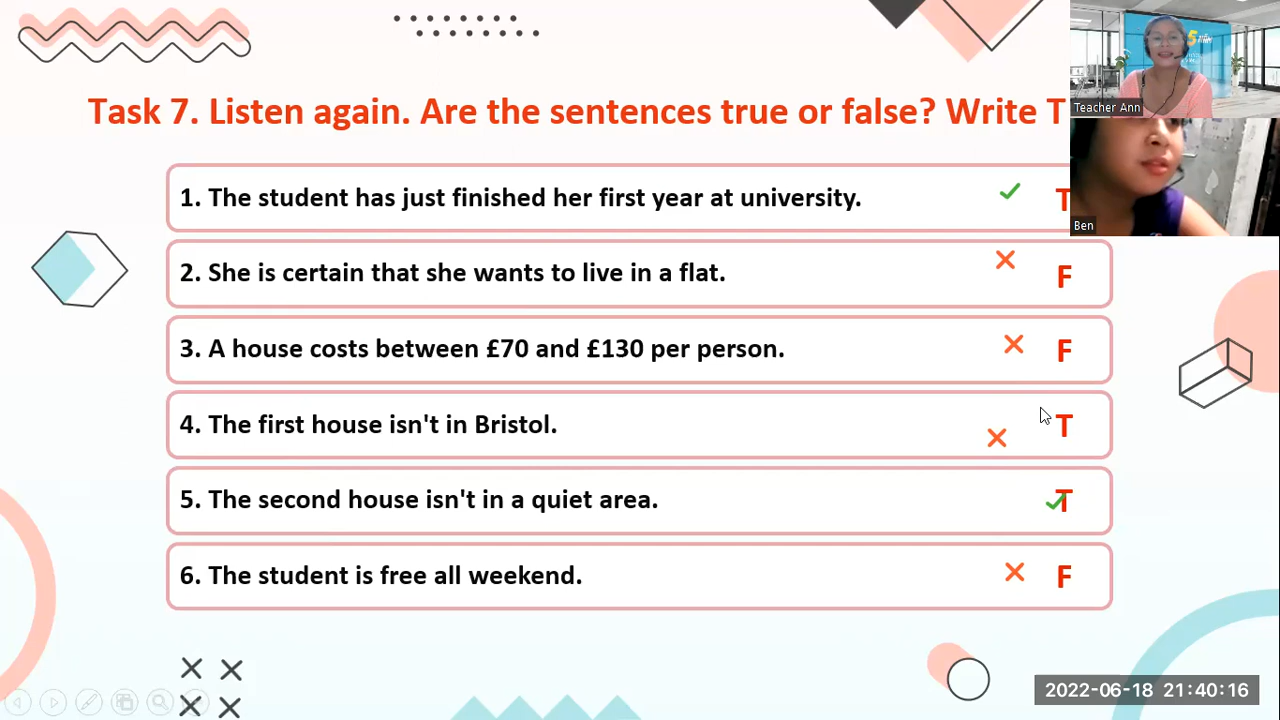 Task 7. Listen again. Are the sentences true or false? Write T
Teacher Ann
1. The student has just finished her first year at university. T
Ben
2. She is certain that she wants to live in a flat. F
3. A house costs between £70 and £130 per person. F
4. The first house isn't in Bristol. T
5. The second house isn't in a quiet area. T
6. The student is free all weekend. F
2022-06-18 21:40:16